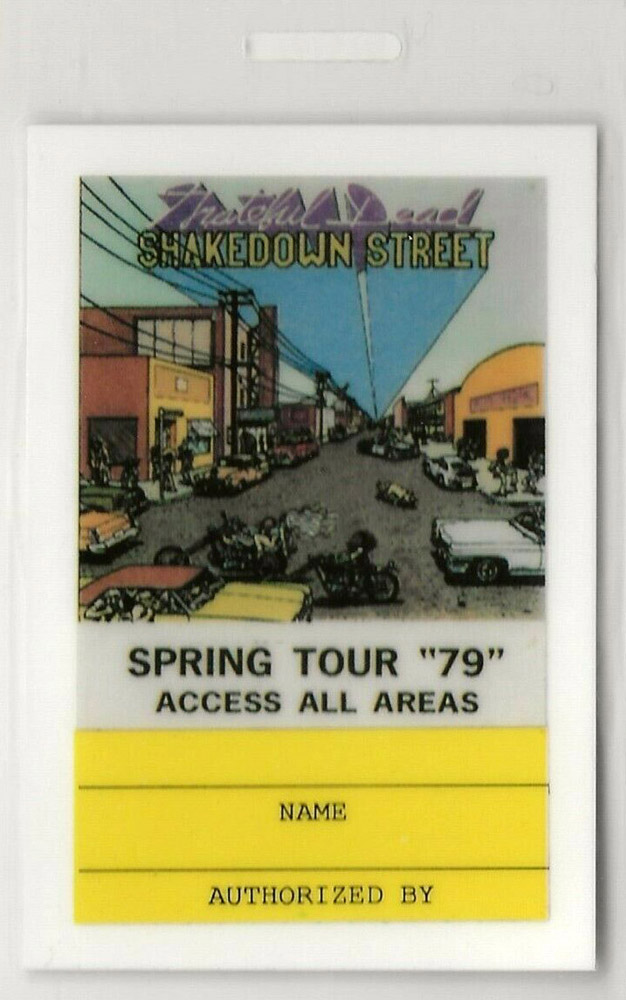 Grateful Dead
SHAKEDOWN STREET
SPRING TOUR "79"
ACCESS ALL AREAS
NAME
AUTHORIZED BY